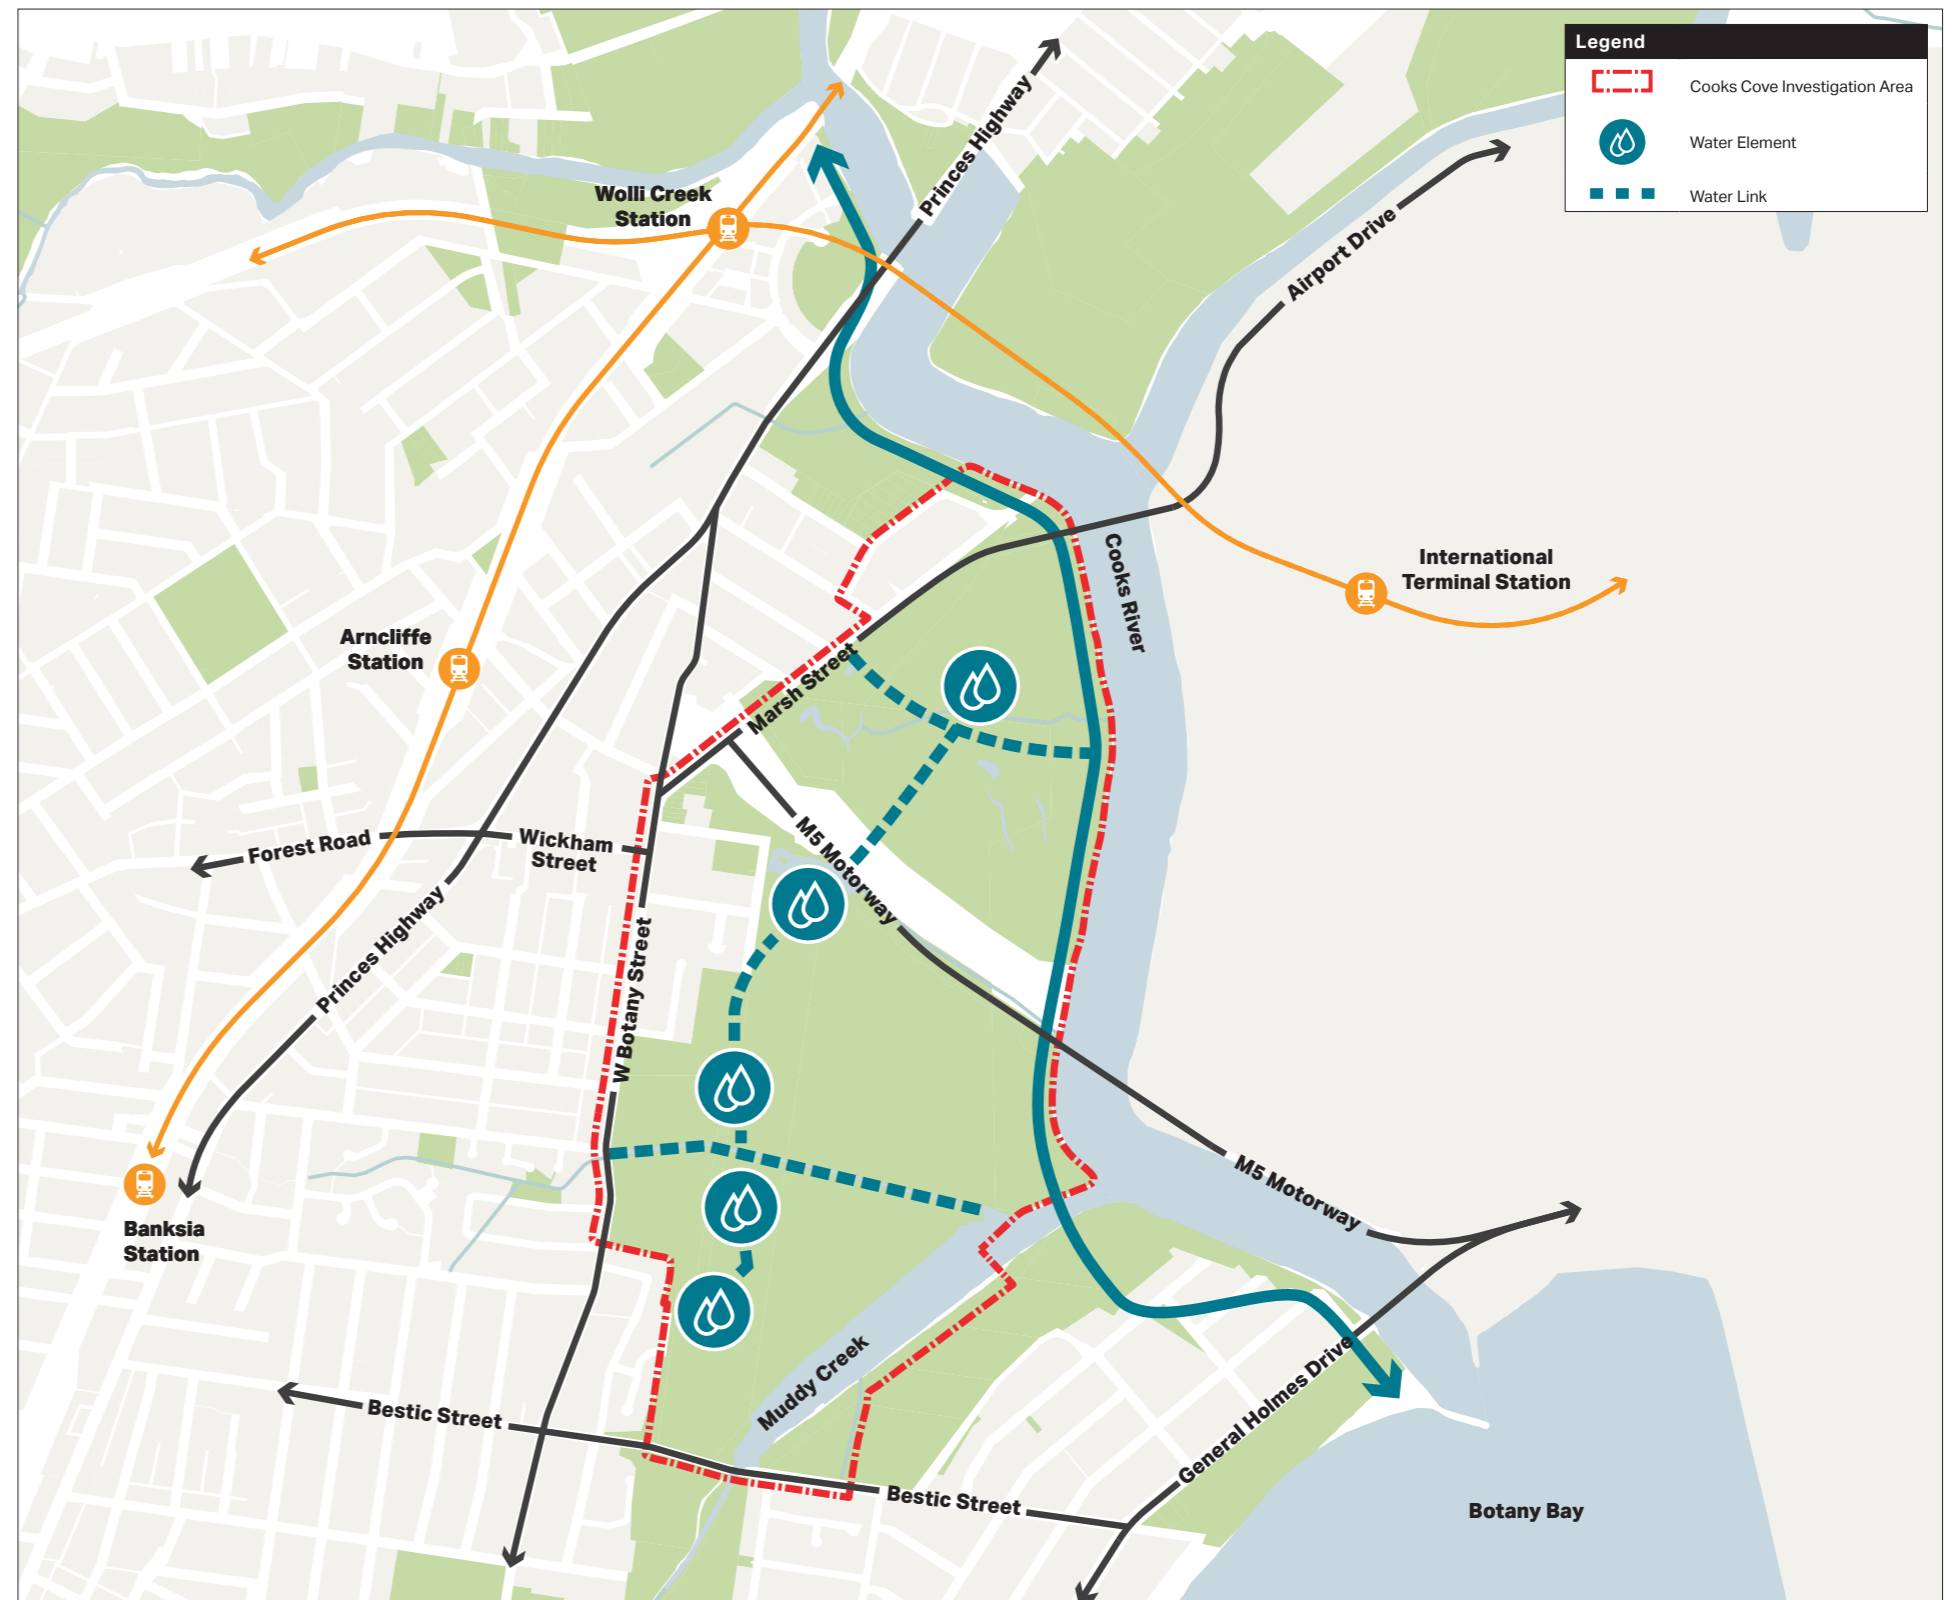 Legend
Cooks Cove Investigation Area
Water Element
Water Link
Princes Highway
Wolli Creek
Station
Airport Drive
Cooks River
International
Terminal Station
Arncliffe
Station
Marsh Street
M5 Motorway
Forest Road
Wickham
Street
Princes Highway
W Botany Street
M5 Motorway
Banksia
Station
Muddy Creek
General Holmes Drive
Bestic Street
Bestic Street
Botany Bay